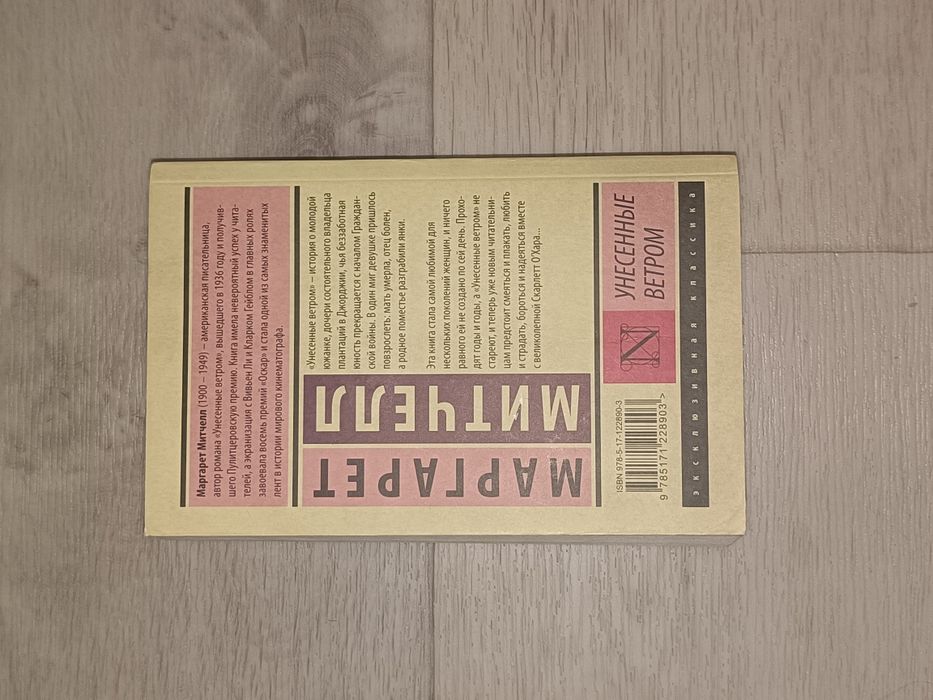 Маргарет Митчелл (1900 – 1949) – американская писательница,
автор романа «Унесенные ветром», вышедшего в 1936 году и получив-
шего Пулитцеровскую премию. Книга имела невероятный успех у чита-
телей, а экранизация с Вивьен Ли и Кларком Гейблом в главных ролях
завоевала восемь премий «Оскар» и стала одной из самых знаменитых
лент в истории мирового кинематографа.
МАРГАРЕТ
МИТЧЕЛЛ
«Унесенные ветром» – история о молодой
южанке, дочери состоятельного владельца
плантаций в Джорджии, чья беззаботная
юность прекращается с началом Граждан-
ской войны. В один миг девушке пришлось
повзрослеть: мать умерла, отец болен,
а родное поместье разграбили янки.
Эта книга стала самой любимой для
нескольких поколений женщин, и ничего
равного ей не создано по сей день. Прохо-
дят годы и годы, а «Унесенные ветром» не
стареют, и теперь уже новым читательни-
цам предстоит смеяться и плакать, любить
и страдать, бороться и надеяться вместе
с великолепной Скарлетт О'Хара...
ISBN 978-5-17-122890-3
9 785171 228903 >
N
УНЕСЕННЫЕ
ВЕТРОМ
эксклюзивная классика